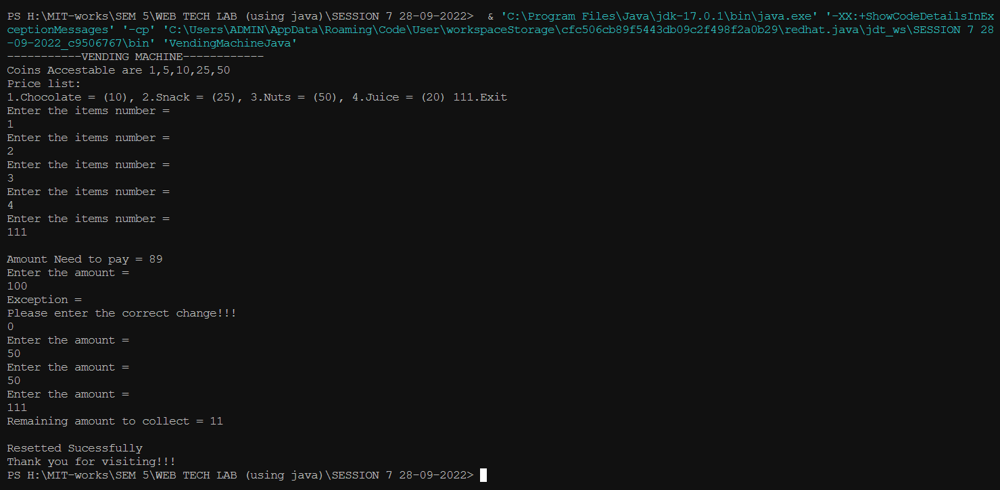 PS H:\MIT-works\SEM 5\WEB TECH LAB (using java)\SESSION 7 28-09-2022>  & 'C:\Program Files\Java\jdk-17.0.1\bin\java.exe' '-XX:+ShowCodeDetailsInEx
ceptionMessages' '-cp' 'C:\Users\ADMIN\AppData\Roaming\Code\User\workspaceStorage\cfc506cb89f5443db09c2f498f2a0b29\redhat.java\jdt_ws\SESSION 7 28
-09-2022_c9506767\bin' 'VendingMachineJava'
-----------VENDING MACHINE------------
Coins Accestable are 1,5,10,25,50
Price list:
1.Chocolate = (10), 2.Snack = (25), 3.Nuts = (50), 4.Juice = (20) 111.Exit
Enter the items number =
1
Enter the items number =
2
Enter the items number =
3
Enter the items number =
4
Enter the items number =
111
Amount Need to pay = 89
Enter the amount =
100
Exception =
Please enter the correct change!!!
0
Enter the amount =
50
Enter the amount =
50
Enter the amount =
111
Remaining amount to collect = 11
Resetted Sucessfully
Thank you for visiting!!!
PS H:\MIT-works\SEM 5\WEB TECH LAB (using java)\SESSION 7 28-09-2022>